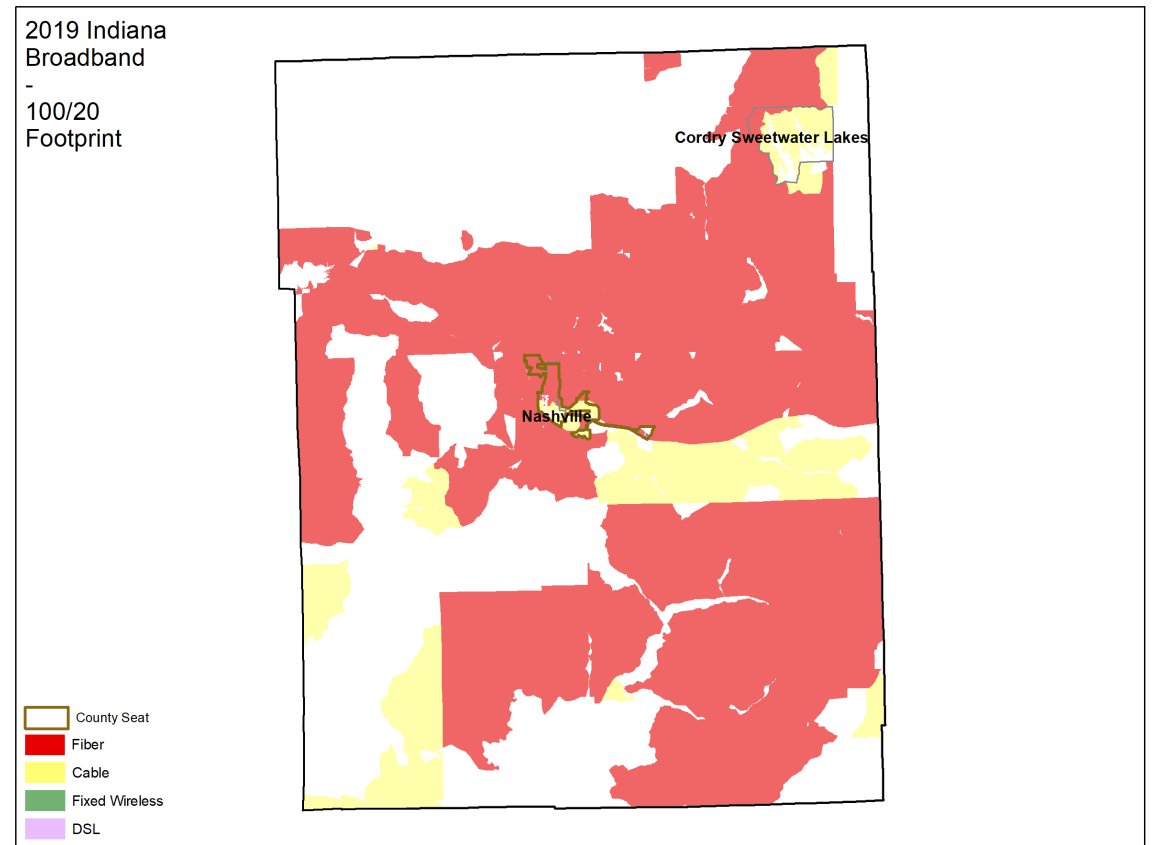 2019 Indiana
Broadband
-
100/20
Footprint
Cordry Sweetwater Lakes
Nashville
County Seat
Fiber
Cable
Fixed Wireless
DSL